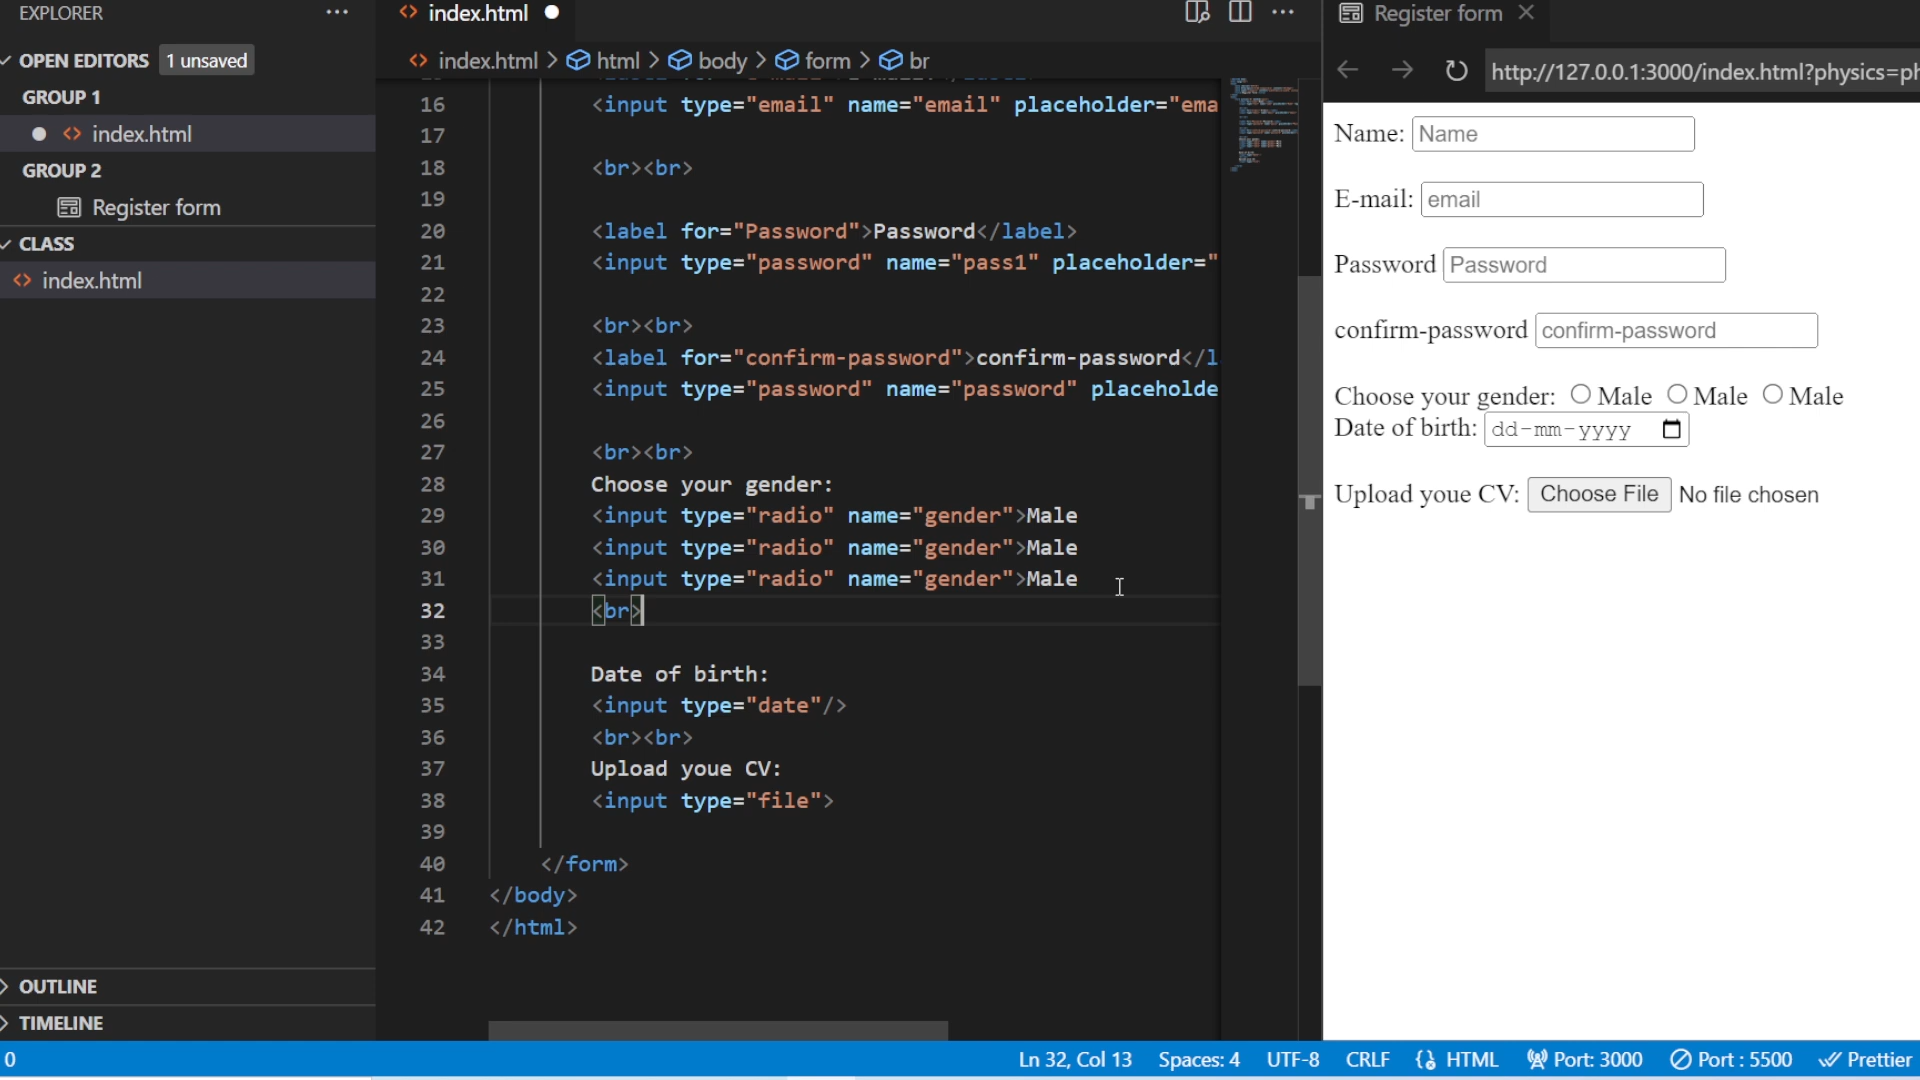 EXPLORER
OPEN EDITORS 1 unsaved
GROUP 1
index.html
GROUP 2
Register form
CLASS
index.html
OUTLINE
TIMELINE
index.html
index.html > html > body > form > br
16 <input type="email" name="email" placeholder="ema
17
18 <br><br>
19
20 <label for="Password">Password</label>
21 <input type="password" name="pass1" placeholder="
22
23 <br><br>
24 <label for="confirm-password">confirm-password</l
25 <input type="password" name="password" placeholde
26
27 <br><br>
28 Choose your gender:
29 <input type="radio" name="gender">Male
30 <input type="radio" name="gender">Male
31 <input type="radio" name="gender">Male
32 <br>
33
34 Date of birth:
35 <input type="date"/>
36 <br><br>
37 Upload youe CV:
38 <input type="file">
39
40 </form>
41 </body>
42 </html>
Register form
http://127.0.0.1:3000/index.html?physics=ph
Name: Name
E-mail: email
Password Password
confirm-password confirm-password
Choose your gender: Male Male Male
Date of birth: dd-mm-yyyy
Upload youe CV: Choose File No file chosen
0 Ln 32, Col 13 Spaces: 4 UTF-8 CRLF HTML Port: 3000 Port : 5500 Prettier